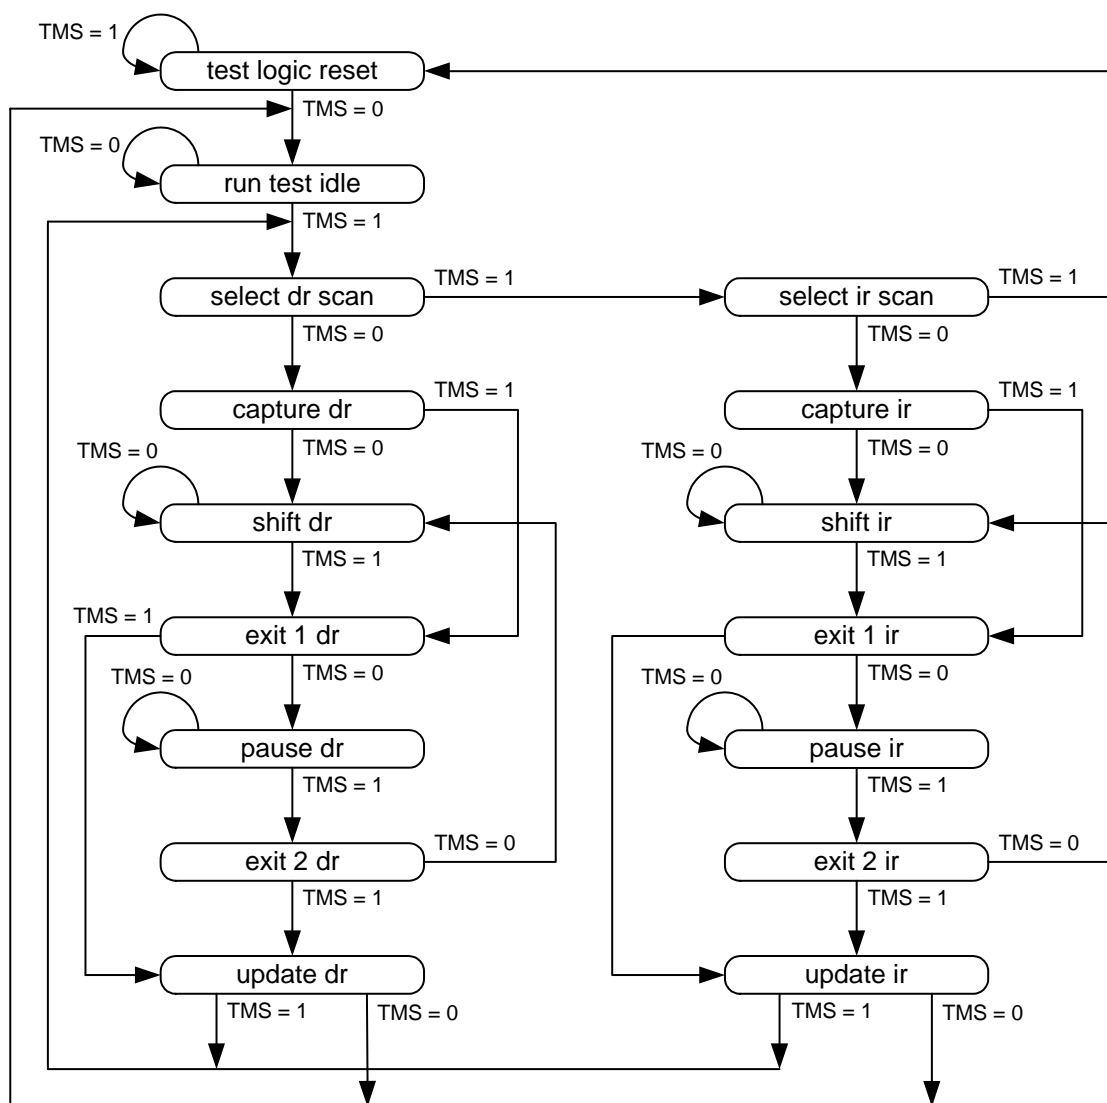 TMS = 1
test logic reset
TMS = 0
TMS = 0
run test idle
TMS = 1
select dr scan
TMS = 1
select ir scan
TMS = 1
TMS = 0
TMS = 0
capture dr
TMS = 1
capture ir
TMS = 1
TMS = 0
TMS = 0
TMS = 0
TMS = 0
shift dr
shift ir
TMS = 1
TMS = 1
TMS = 1
exit 1 dr
exit 1 ir
TMS = 0
TMS = 0
TMS = 0
TMS = 0
pause dr
pause ir
TMS = 1
TMS = 1
exit 2 dr
TMS = 0
exit 2 ir
TMS = 0
TMS = 1
TMS = 1
update dr
update ir
TMS = 1
TMS = 0
TMS = 1
TMS = 0